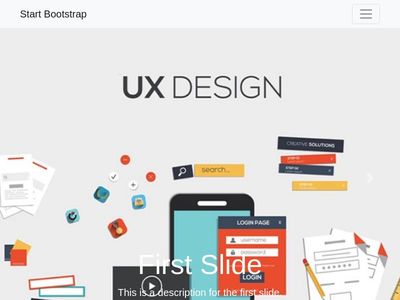 Start Bootstrap
UX DESIGN
CREATIVE SOLUTIONS
search...
LOGIN PAGE
username
password
LOGIN
First Slide
This is a description for the first slide.